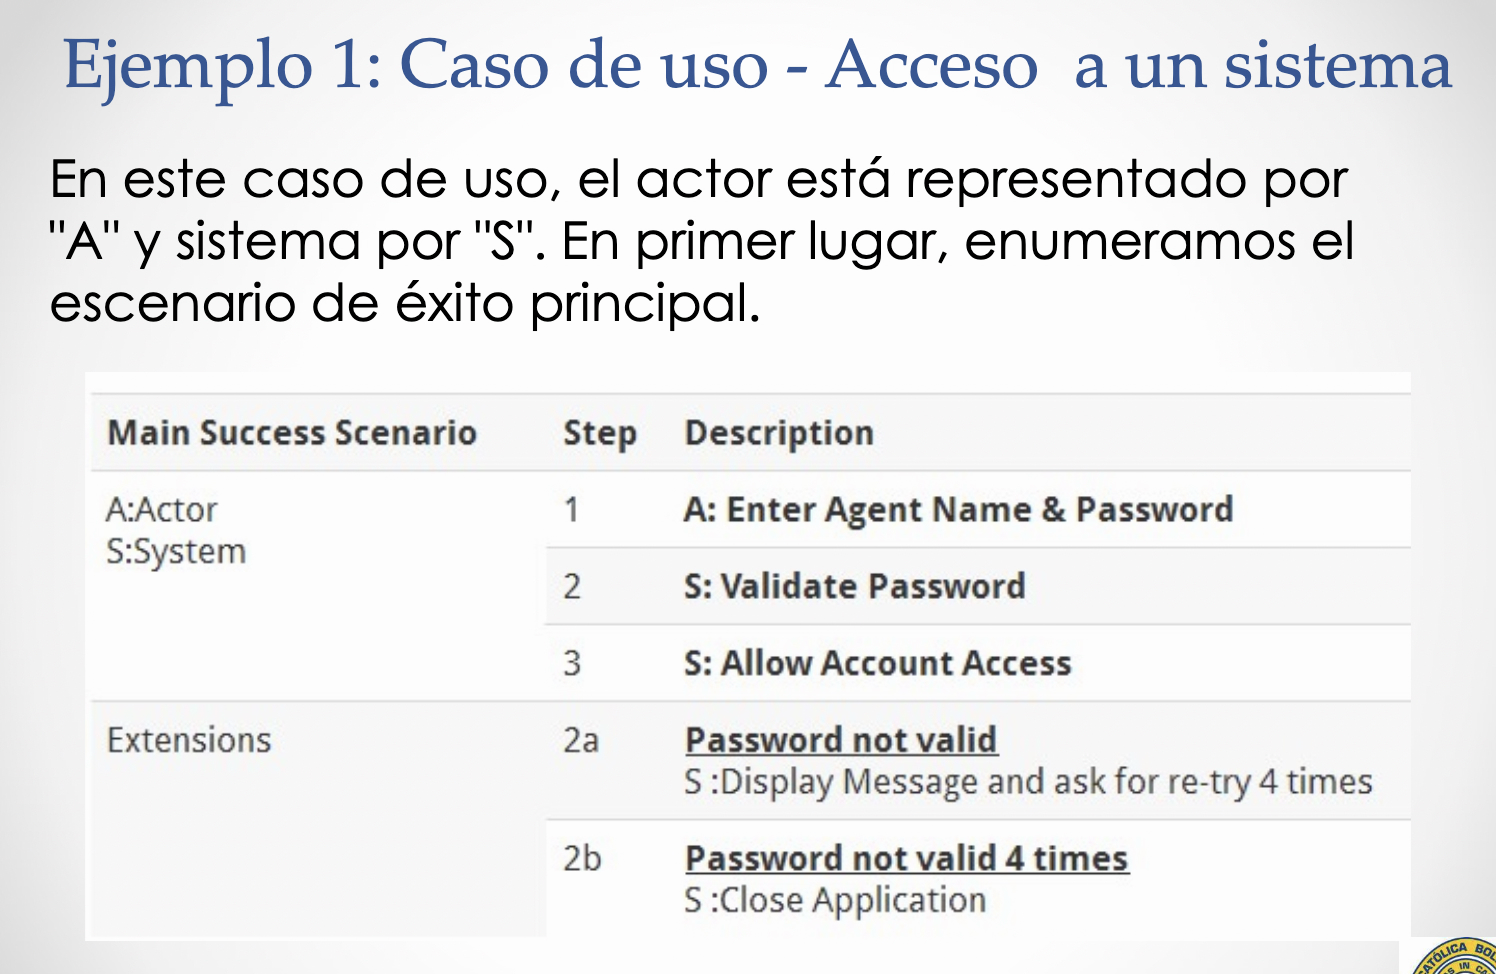 Ejemplo 1: Caso de uso - Acceso a un sistema
En este caso de uso, el actor está representado por
"A" y sistema por "S". En primer lugar, enumeramos el
escenario de éxito principal.
Main Success Scenario Step Description
A:Actor 1 A: Enter Agent Name & Password
S:System
2 S: Validate Password
3 S: Allow Account Access
Extensions 2a Password not valid
S :Display Message and ask for re-try 4 times
2b Password not valid 4 times
S :Close Application